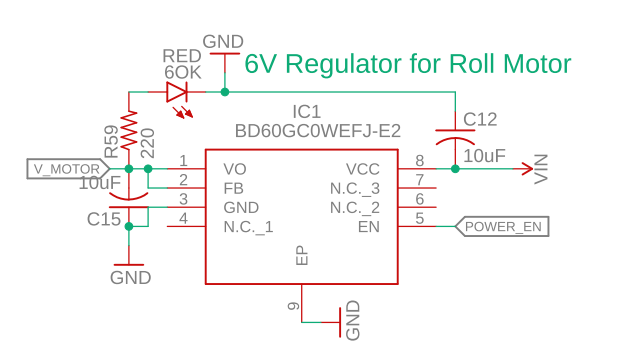 GND
RED
6OK
6V Regulator for Roll Motor
IC1
BD60GC0WEFJ-E2
C12
10uF
R59
220
V_MOTOR
10uF
C15
GND
1
2
3
4
VO
FB
GND
N.C._1
VCC
N.C._3
N.C._2
EN
8
7
6
5
VIN
POWER_EN
EP
9
GND